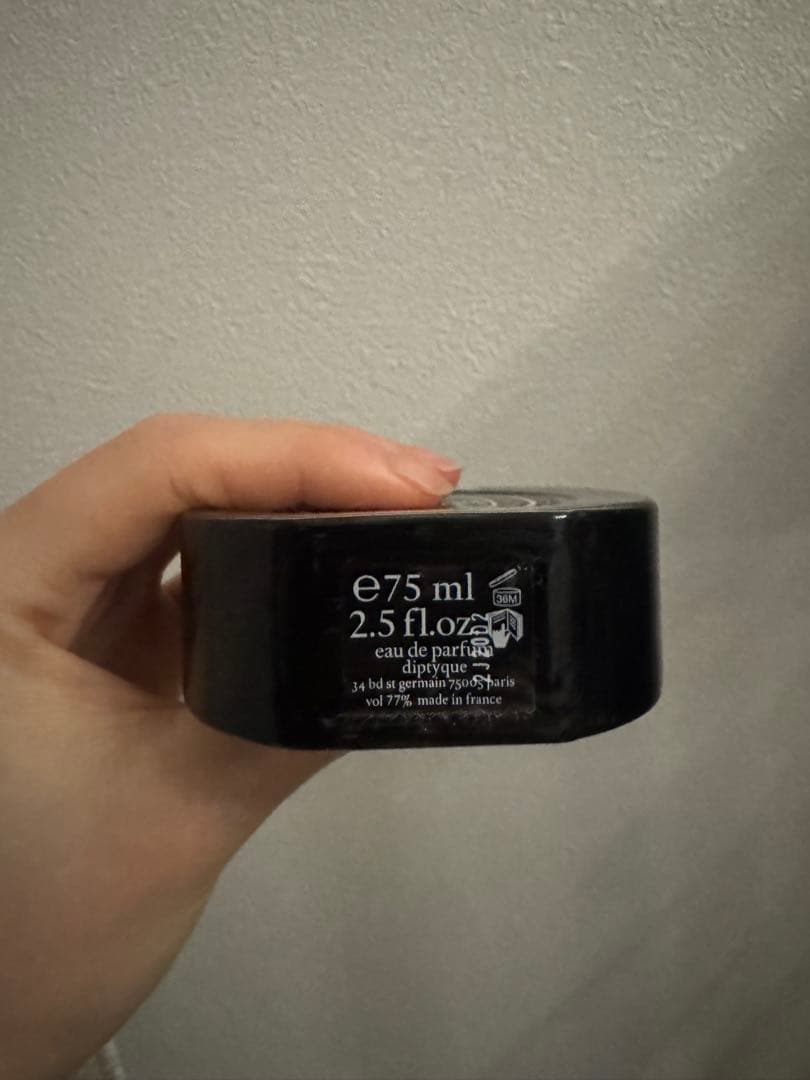 ℮75 ml
36M
2.5 fl.oz
eau de parfum
diptyque
34 bd st germain 75005 paris
vol 77% made in france